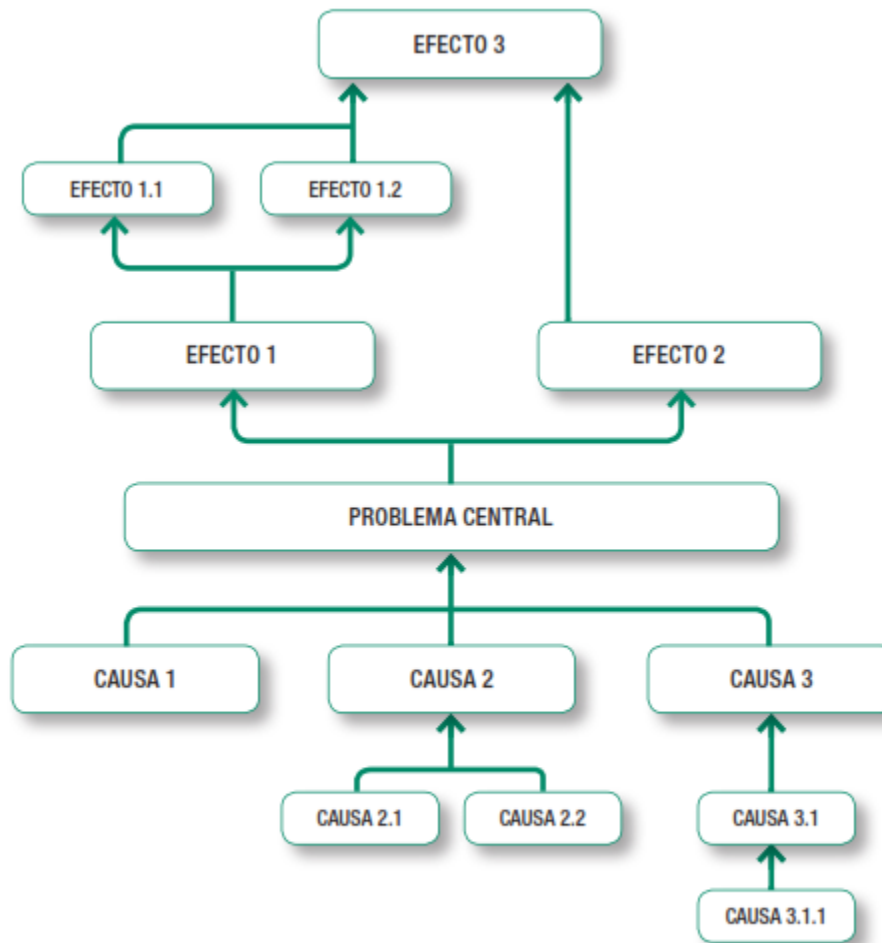 EFECTO 3
EFECTO 1.1
EFECTO 1.2
EFECTO 1
EFECTO 2
PROBLEMA CENTRAL
CAUSA 1
CAUSA 2
CAUSA 3
CAUSA 2.1
CAUSA 2.2
CAUSA 3.1
CAUSA 3.1.1